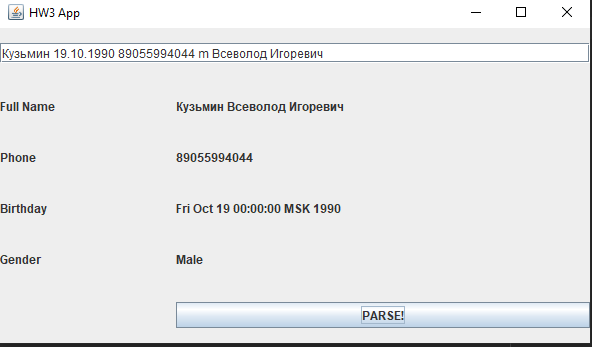 HW3 App
Кузьмин 19.10.1990 89055994044 m Всеволод Игоревич
Full Name Кузьмин Всеволод Игоревич
Phone 89055994044
Birthday Fri Oct 19 00:00:00 MSK 1990
Gender Male
PARSE!